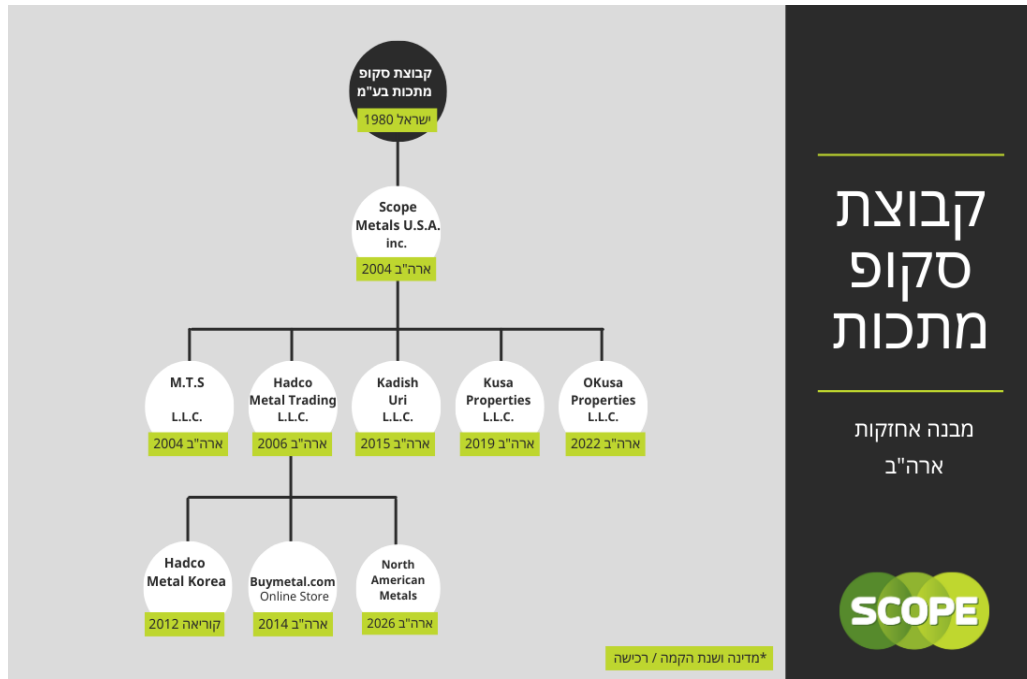 קבוצת סקופ
מתכות בע"מ
ישראל 1980
Scope
Metals U.S.A.
inc.
ארה"ב 2004
M.T.S
L.L.C.
ארה"ב 2004
Hadco
Metal Trading
L.L.C.
ארה"ב 2006
Kadish
Uri
L.L.C.
ארה"ב 2015
Kusa
Properties
L.L.C.
ארה"ב 2019
OKusa
Properties
L.L.C.
ארה"ב 2022
Hadco
Metal Korea
קוריאה 2012
Buymetal.com
Online Store
ארה"ב 2014
North
American
Metals
ארה"ב 2026
*מדינה ושנת הקמה / רכישה
קבוצת
סקופ
מתכות
מבנה אחזקות
ארה"ב
SCOPE